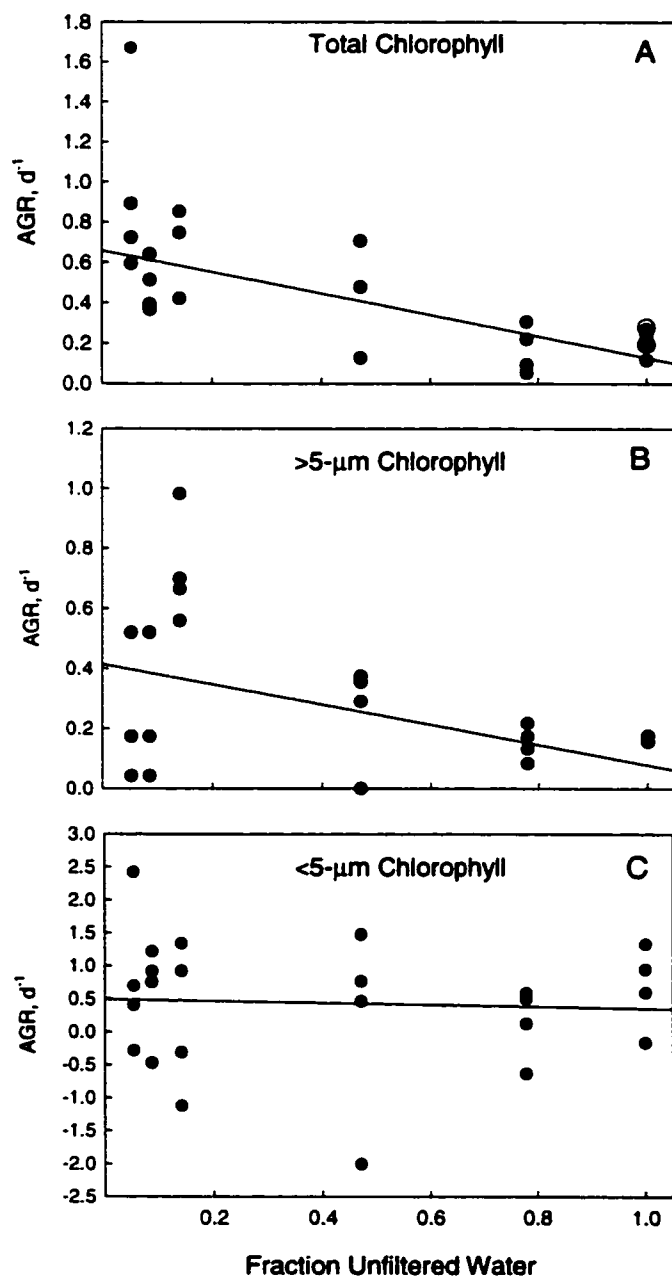 Total Chlorophyll
A
AGR, d⁻¹
1.8
1.6
1.4
1.2
1.0
0.8
0.6
0.4
0.2
0.0
>5-µm Chlorophyll
B
AGR, d⁻¹
1.2
1.0
0.8
0.6
0.4
0.2
0.0
<5-µm Chlorophyll
C
AGR, d⁻¹
3.0
2.5
2.0
1.5
1.0
0.5
0.0
-0.5
-1.0
-1.5
-2.0
-2.5
0.2 0.4 0.6 0.8 1.0
Fraction Unfiltered Water